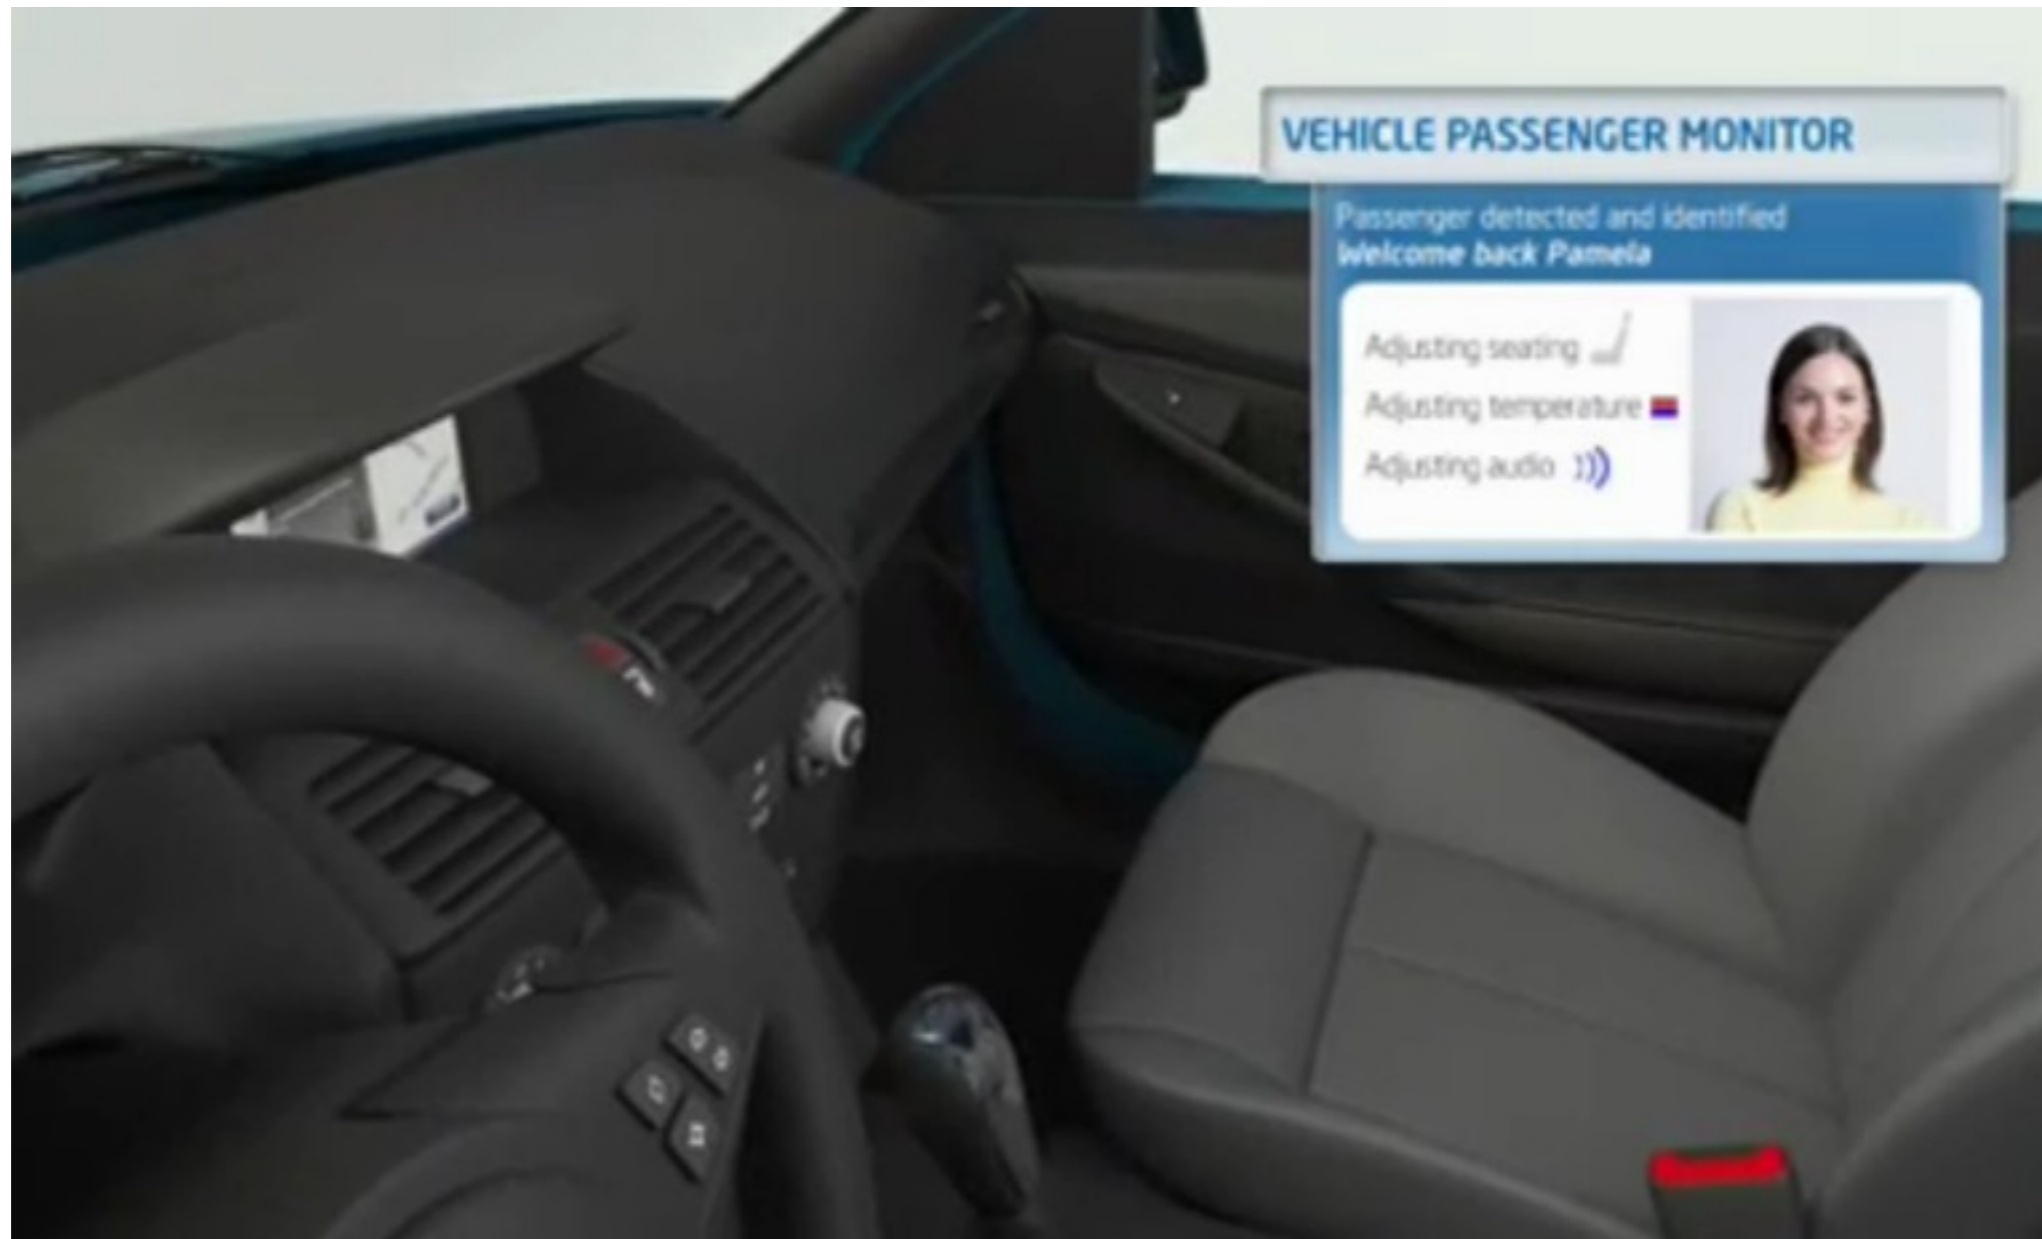 VEHICLE PASSENGER MONITOR
Passenger detected and identified
Welcome back Pamela
Adjusting seating
Adjusting temperature
Adjusting audio